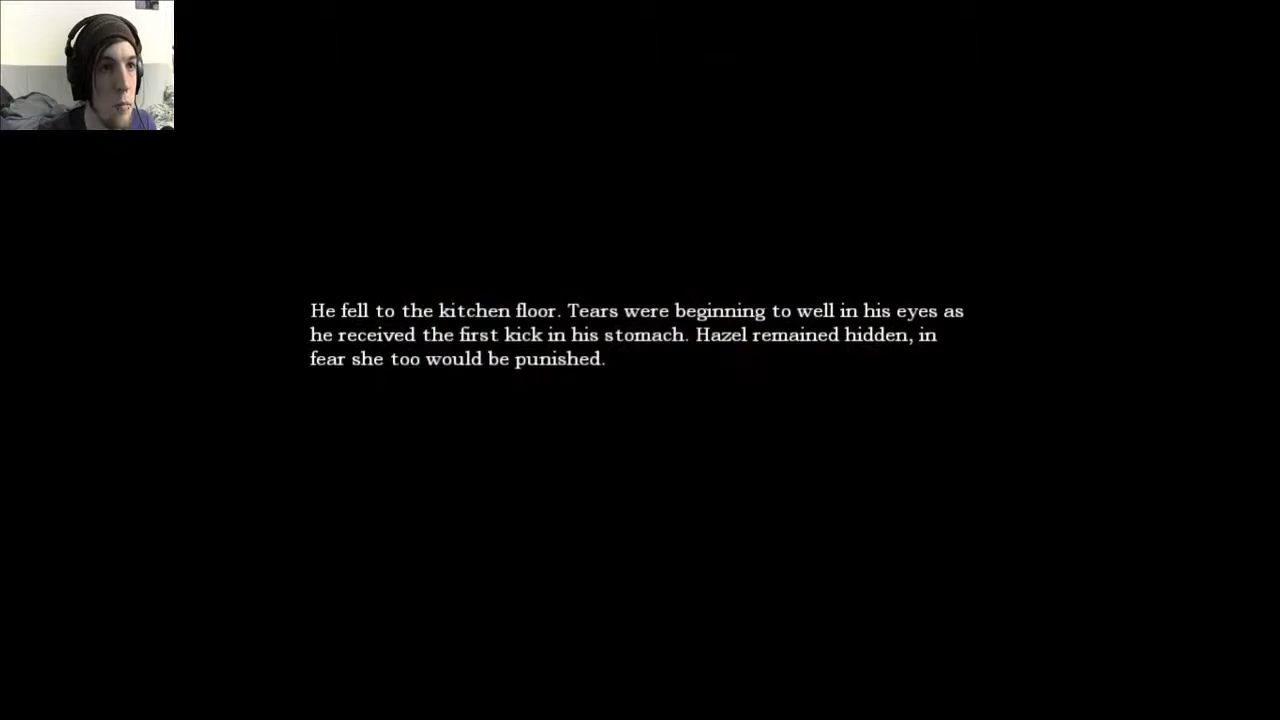 He fell to the kitchen floor. Tears were beginning to well in his eyes as
he received the first kick in his stomach. Hazel remained hidden, in
fear she too would be punished.